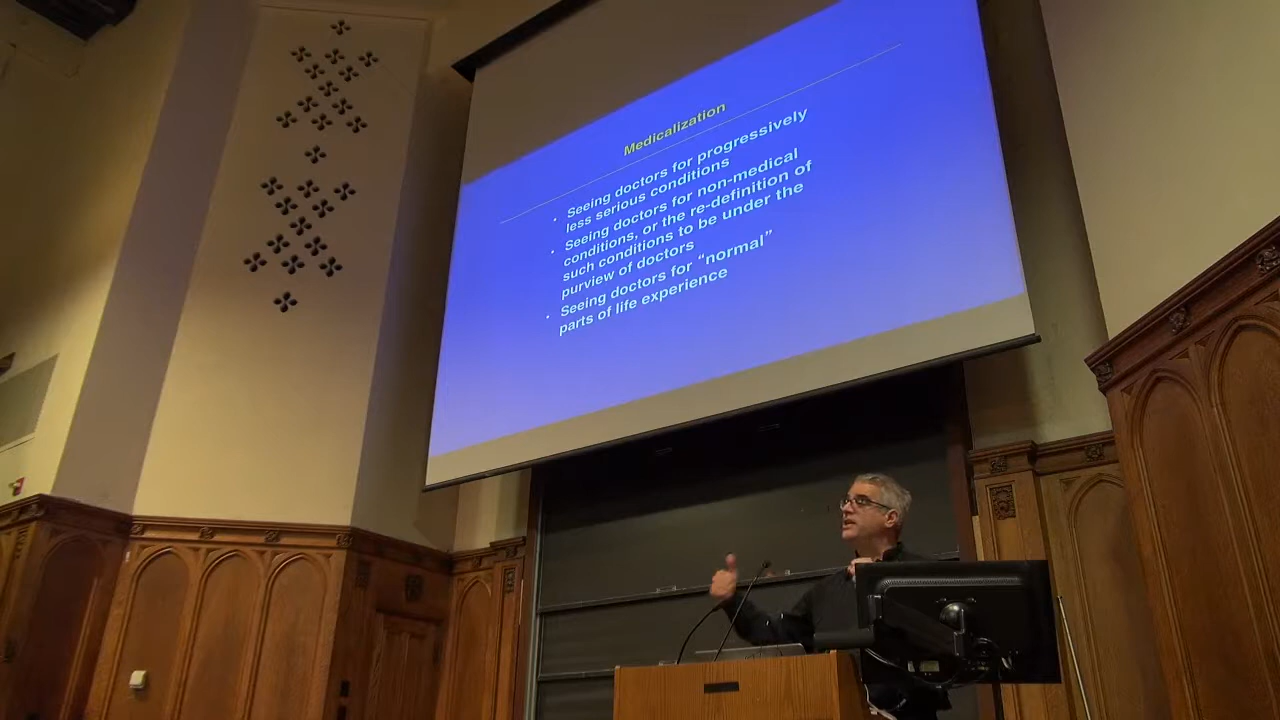 Medicalization
• Seeing doctors for progressively
less serious conditions
• Seeing doctors for non-medical
conditions, or the re-definition of
such conditions to be under the
purview of doctors
• Seeing doctors for “normal”
parts of life experience